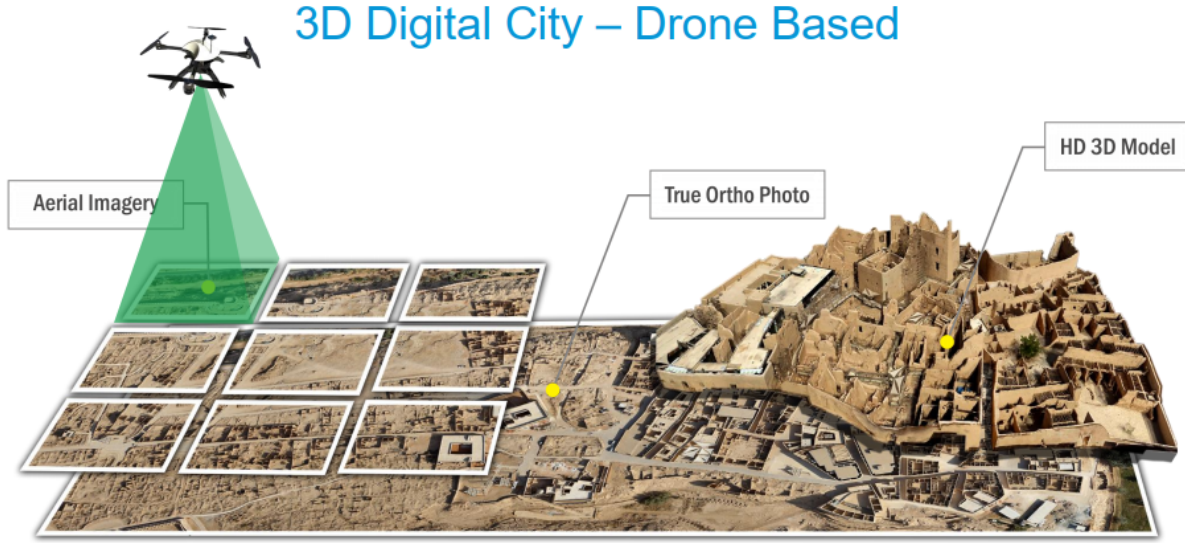 3D Digital City – Drone Based
HD 3D Model
True Ortho Photo
Aerial Imagery